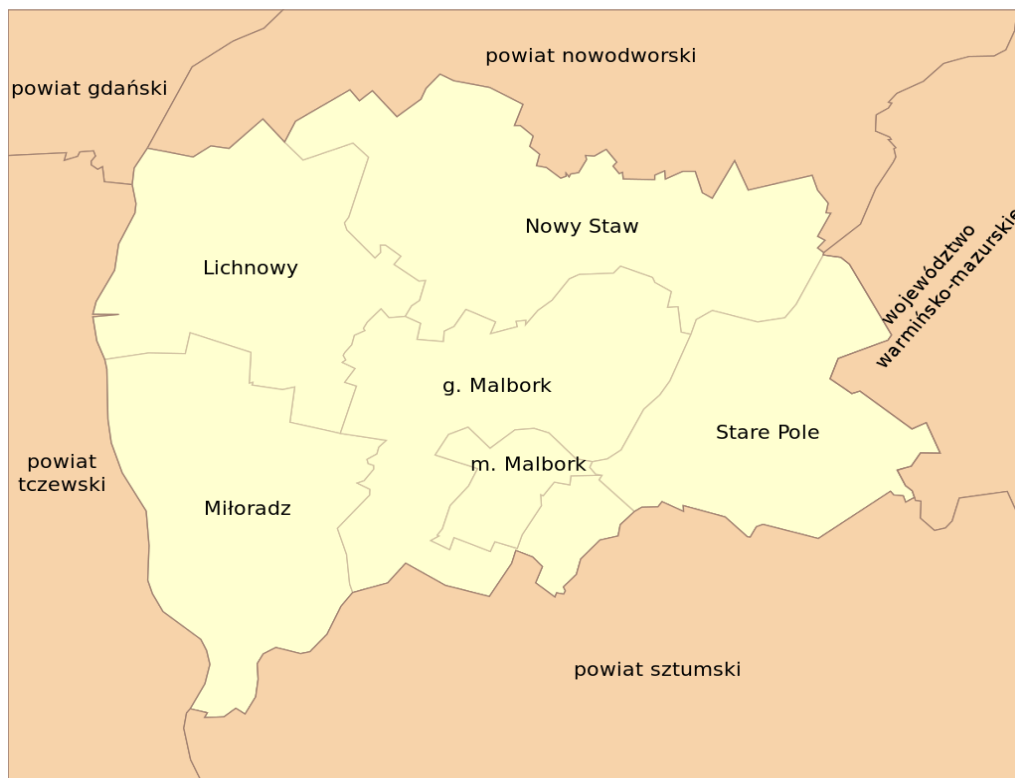 powiat nowodworski
powiat gdański
Nowy Staw
Lichnowy
województwo
warmińsko-mazurskie
g. Malbork
Stare Pole
powiat
tczewski
m. Malbork
Miłoradz
powiat sztumski